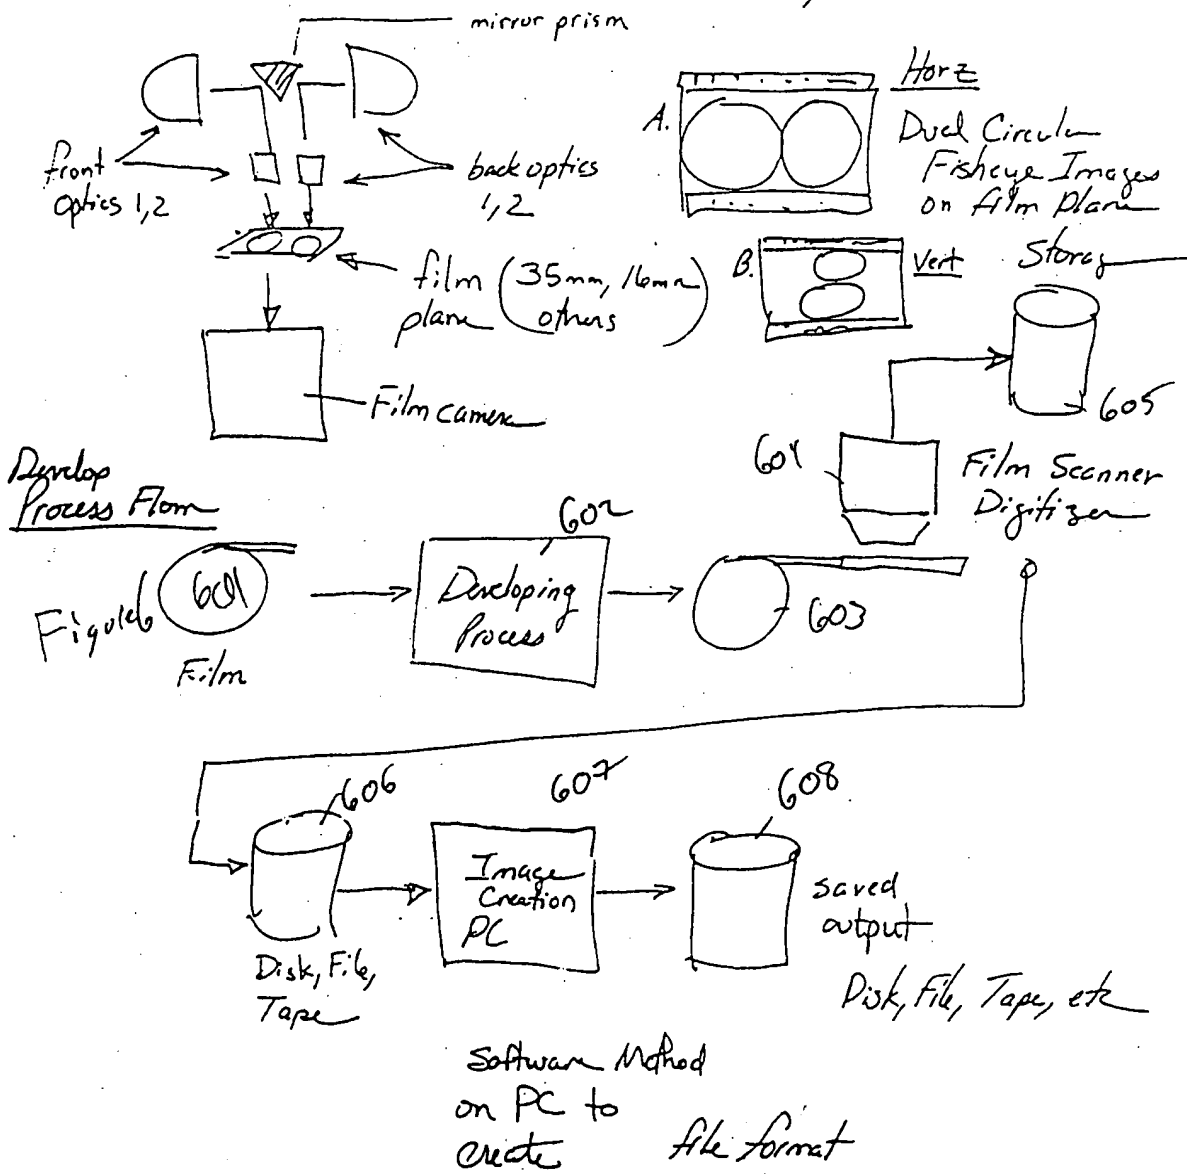 mirror prism
front
optics 1,2
back optics
1,2
film
plane
(35mm, 16mm
others)
Film camera
A.
Horz
Dual Circular
Fisheye Images
on film plane
B.
Vert
Storag
605
604
Film Scanner
Digitizer
Develop
Process Flow
Figure 6
601
Film
602
Developing
Process
603
606
Disk, File,
Tape
607
Image
Creation
PC
608
saved
output
Disk, File, Tape, etc
Software Method
on PC to
create file format